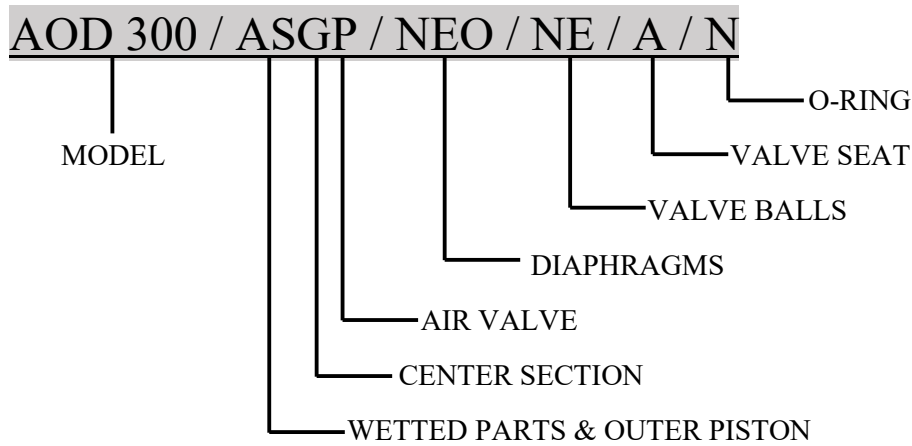 AOD 300 / ASGP / NEO / NE / A / N
O-RING
MODEL
VALVE SEAT
VALVE BALLS
DIAPHRAGMS
AIR VALVE
CENTER SECTION
WETTED PARTS & OUTER PISTON